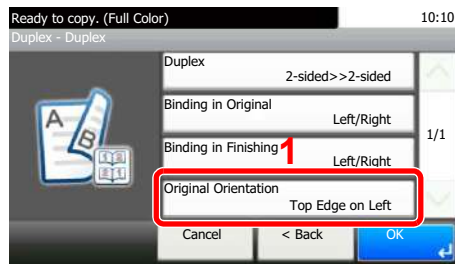 Ready to copy. (Full Color) 10:10
Duplex - Duplex
Duplex
2-sided>>2-sided
Binding in Original
Left/Right
1/1
Binding in Finishing 1
Left/Right
Original Orientation
Top Edge on Left
Cancel < Back OK
A B